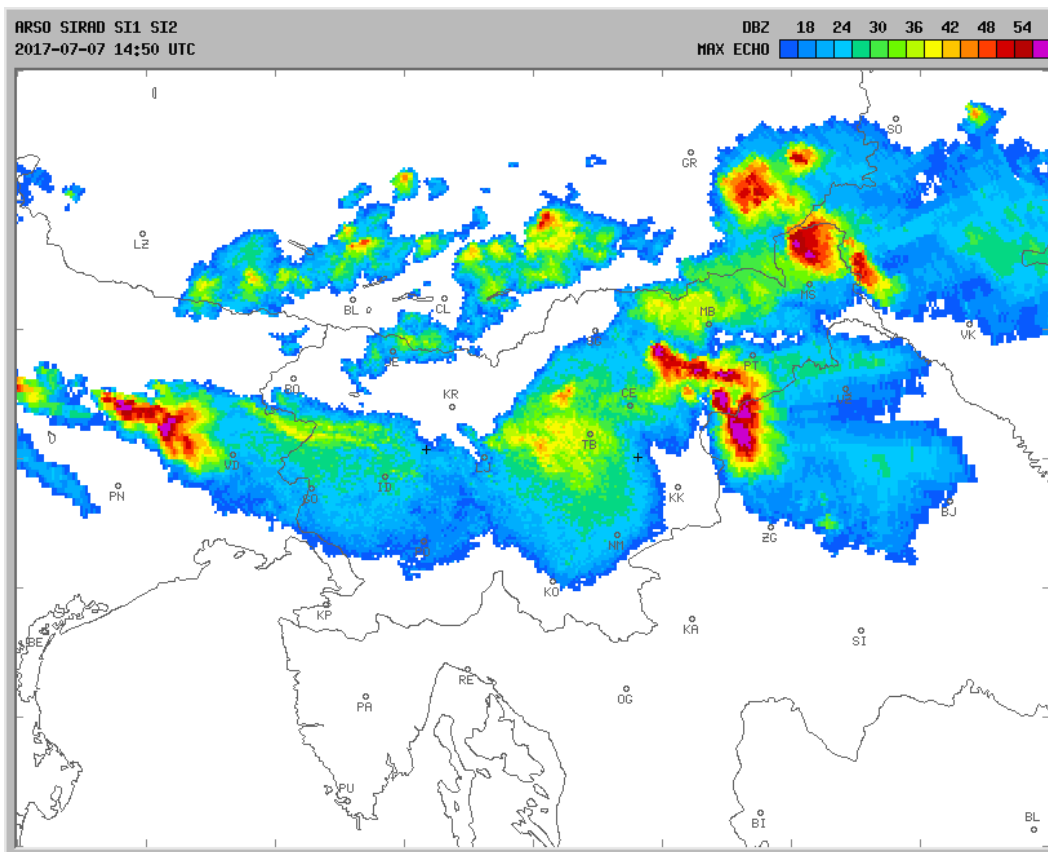 ARSO SIRAD SI1 SI2
2017-07-07 14:50 UTC
DBZ 18 24 30 36 42 48 54
MAX ECHO
SO
GR
LZ
MS
BL
CL
MB
VK
PT
BO
KR
CE
TB
VD
LJ
PN
ID
GO
KK
BJ
ZG
NM
KO
KP
KA
SI
BE
RE
PA
OG
PU
BI
BL